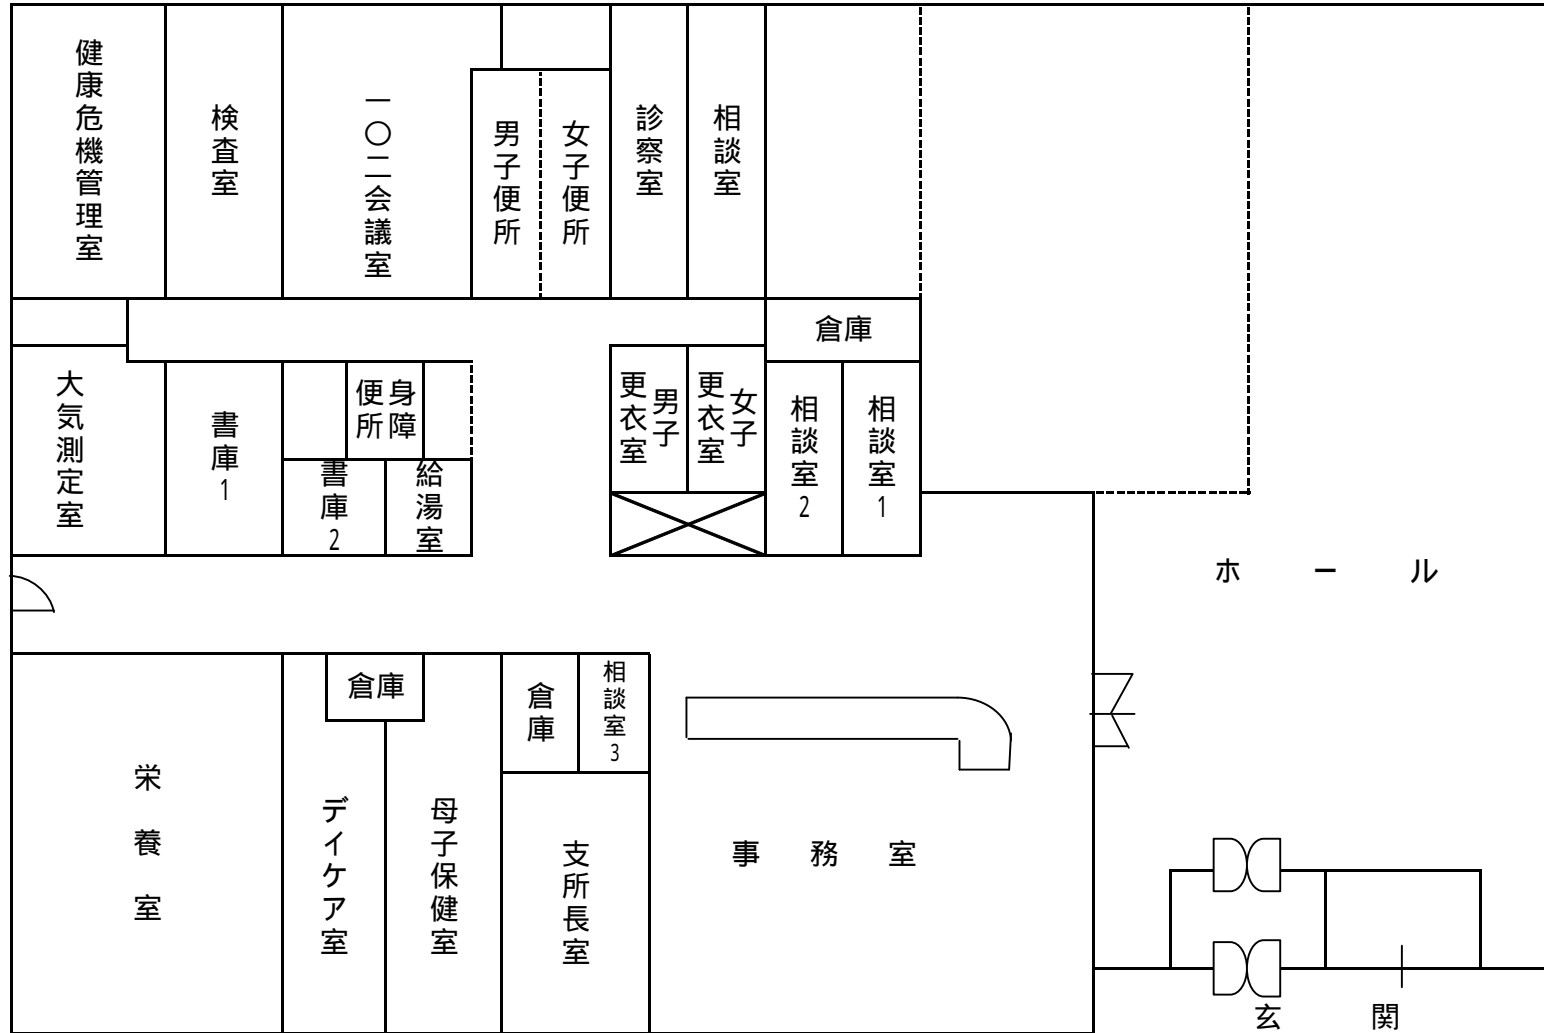 健康危機管理室
検査室
一〇二会議室
男子便所
女子便所
診察室
相談室
倉庫
大気測定室
書庫1
身障便所
書庫2
給湯室
男子更衣室
女子更衣室
相談室2
相談室1
ホール
栄養室
倉庫
デイケア室
母子保健室
倉庫
相談室3
支所長室
事務室
玄関